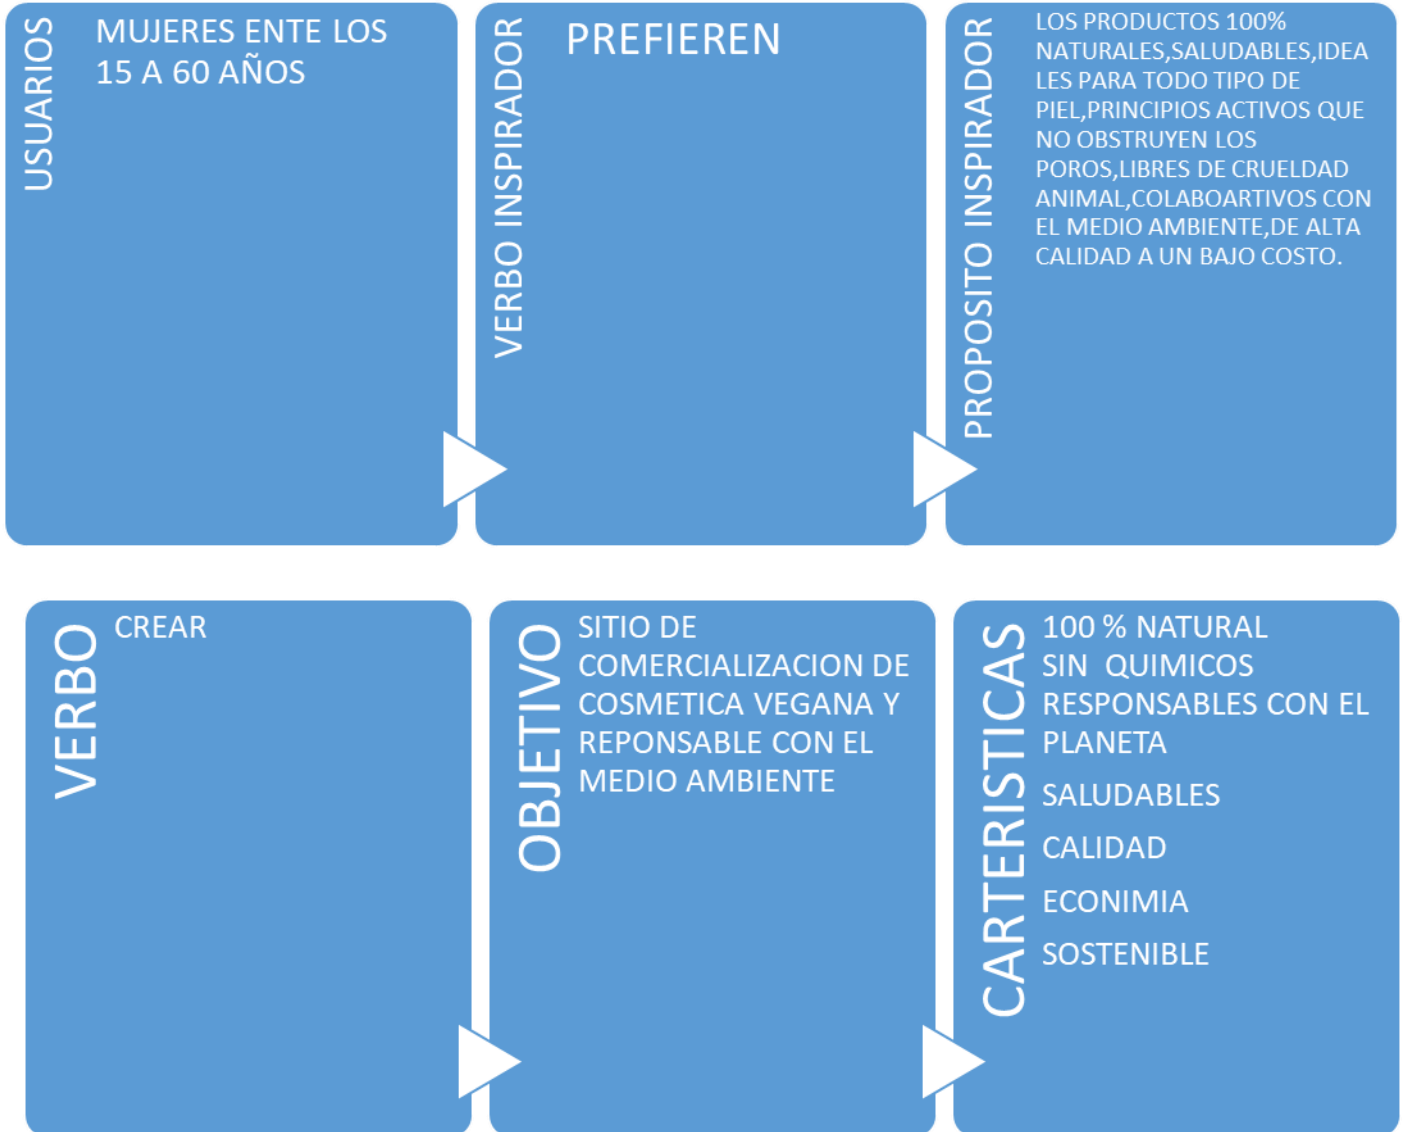 USUARIOS
MUJERES ENTE LOS
15 A 60 AÑOS
VERBO INSPIRADOR
PREFIEREN
PROPOSITO INSPIRADOR
LOS PRODUCTOS 100%
NATURALES,SALUDABLES,IDEA
LES PARA TODO TIPO DE
PIEL,PRINCIPIOS ACTIVOS QUE
NO OBSTRUYEN LOS
POROS,LIBRES DE CRUELDAD
ANIMAL,COLABOARTIVOS CON
EL MEDIO AMBIENTE,DE ALTA
CALIDAD A UN BAJO COSTO.
VERBO
CREAR
OBJETIVO
SITIO DE
COMERCIALIZACION DE
COSMETICA VEGANA Y
REPONSABLE CON EL
MEDIO AMBIENTE
CARTERISTICAS
100 % NATURAL
SIN  QUIMICOS
RESPONSABLES CON EL
PLANETA
SALUDABLES
CALIDAD
ECONIMIA
SOSTENIBLE